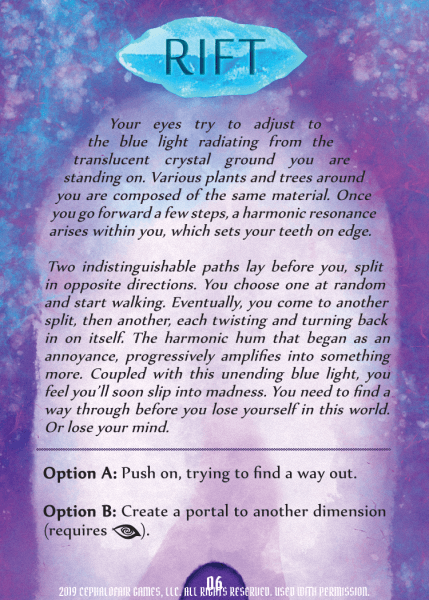 RIFT
Your eyes try to adjust to
the blue light radiating from the
translucent crystal ground you are
standing on. Various plants and trees around
you are composed of the same material. Once
you go forward a few steps, a harmonic resonance
arises within you, which sets your teeth on edge.
Two indistinguishable paths lay before you, split
in opposite directions. You choose one at random
and start walking. Eventually, you come to another
split, then another, each twisting and turning back
in on itself. The harmonic hum that began as an
annoyance, progressively amplifies into something
more. Coupled with this unending blue light, you
feel you'll soon slip into madness. You need to find a
way through before you lose yourself in this world.
Or lose your mind.
Option A: Push on, trying to find a way out.
Option B: Create a portal to another dimension
(requires ).
06
2019 CEPHALOFAIR GAMES, LLC. ALL RIGHTS RESERVED. USED WITH PERMISSION.